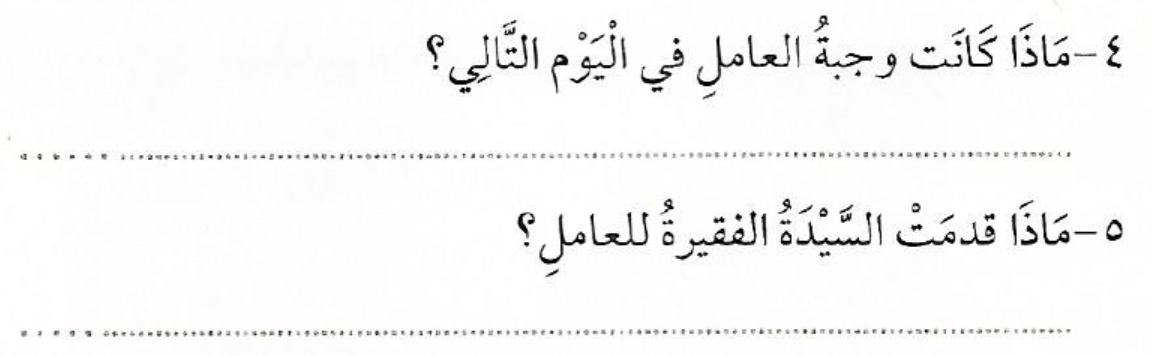 ٤-مَاذَا كَانَت وجبةُ العاملِ في الْيَوْم التَّالِي؟
٥-مَاذَا قدمَتْ السَّيْدَةُ الفقيرةُ للعاملِ؟